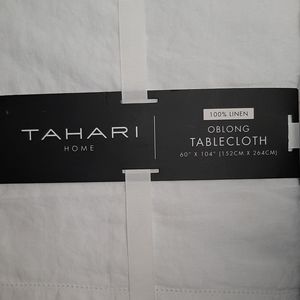 TAHARI
HOME
100% LINEN
OBLONG
TABLECLOTH
60" X 104" (152CM X 264CM)